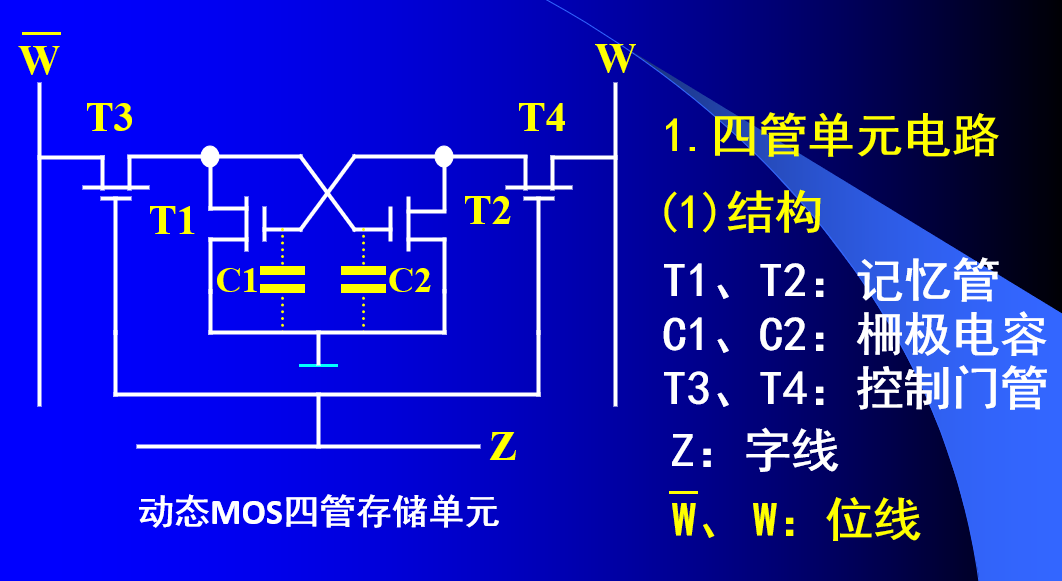 W̅
W
T3
T4
T1
T2
C1
C2
Z
动态MOS四管存储单元
1.四管单元电路
(1)结构
T1、T2：记忆管
C1、C2：栅极电容
T3、T4：控制门管
Z：字线
W̅、W：位线